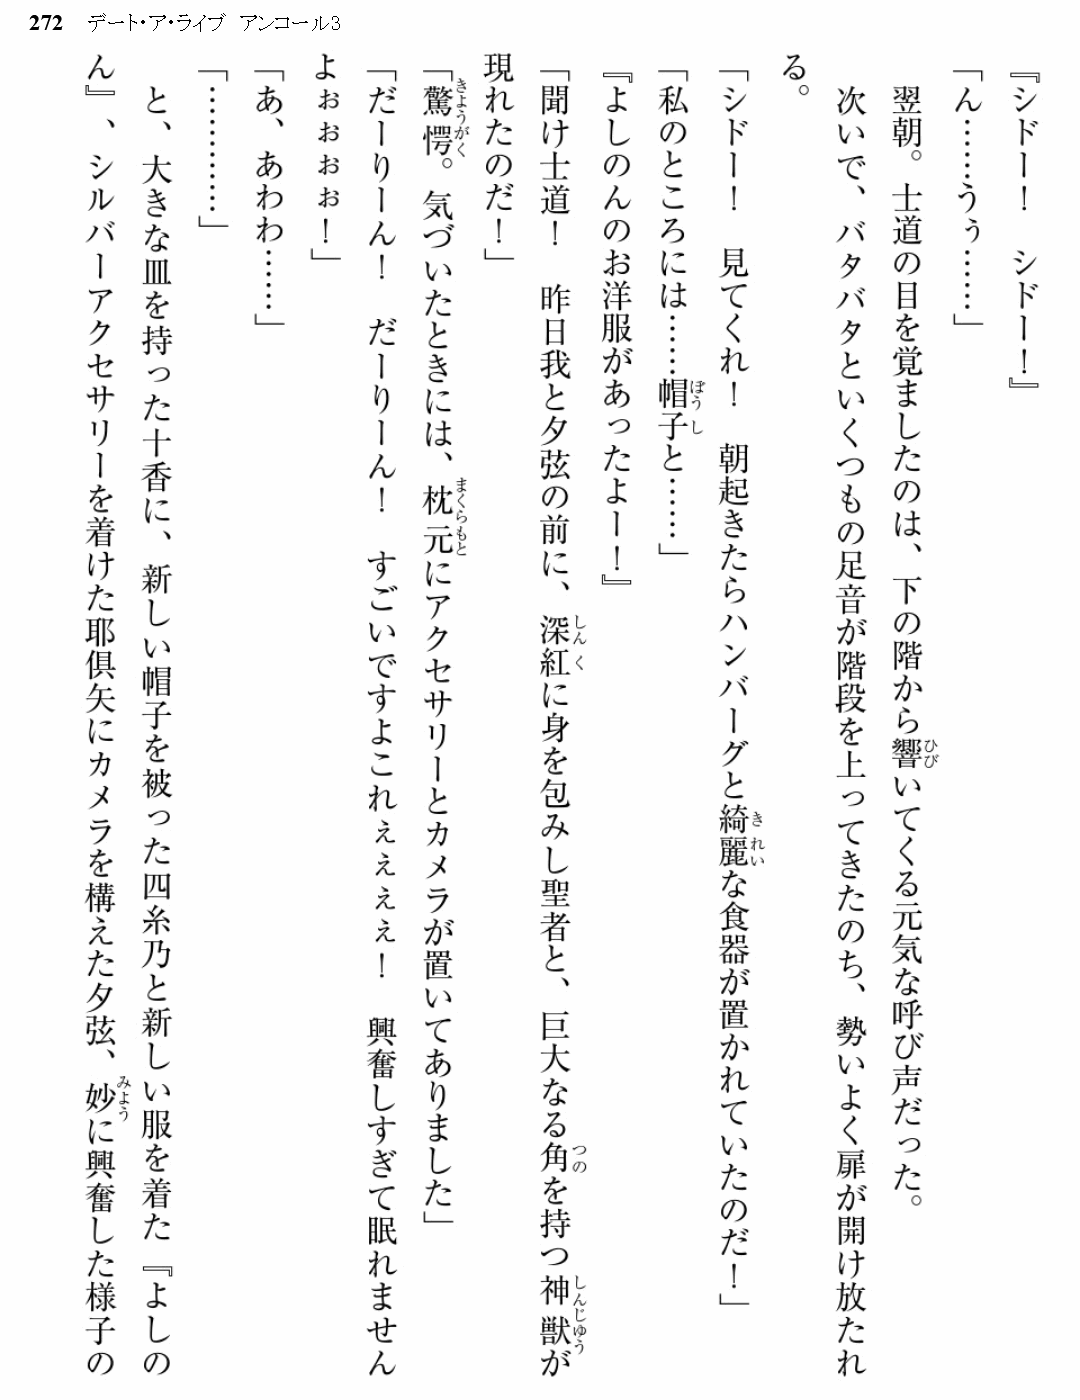 272 デート・ア・ライブ アンコール3
『シドー！　シドー！』
「ん……うぅ……」
　翌朝。士道の目を覚ましたのは、下の階から響いてくる元気な呼び声だった。
　次いで、バタバタといくつもの足音が階段を上ってきたのち、勢いよく扉が開け放たれ
る。
「シドー！　見てくれ！　朝起きたらハンバーグと綺麗な食器が置かれていたのだ！」
「私のところには……帽子と……」
『よしのんのお洋服があったよー！』
「聞け士道！　昨日我と夕弦の前に、深紅に身を包みし聖者と、巨大なる角を持つ神獣が
現れたのだ！」
「驚愕。気づいたときには、枕元にアクセサリーとカメラが置いてありました」
「だーりーん！　だーりーん！　すごいですよこれぇぇぇぇ！　興奮しすぎて眠れません
よぉぉぉぉ！」
「あ、あわわ……」
「…………」
　と、大きな皿を持った十香に、新しい帽子を被った四糸乃と新しい服を着た『よしの
ん』、シルバーアクセサリーを着けた耶倶矢にカメラを構えた夕弦、妙に興奮した様子の